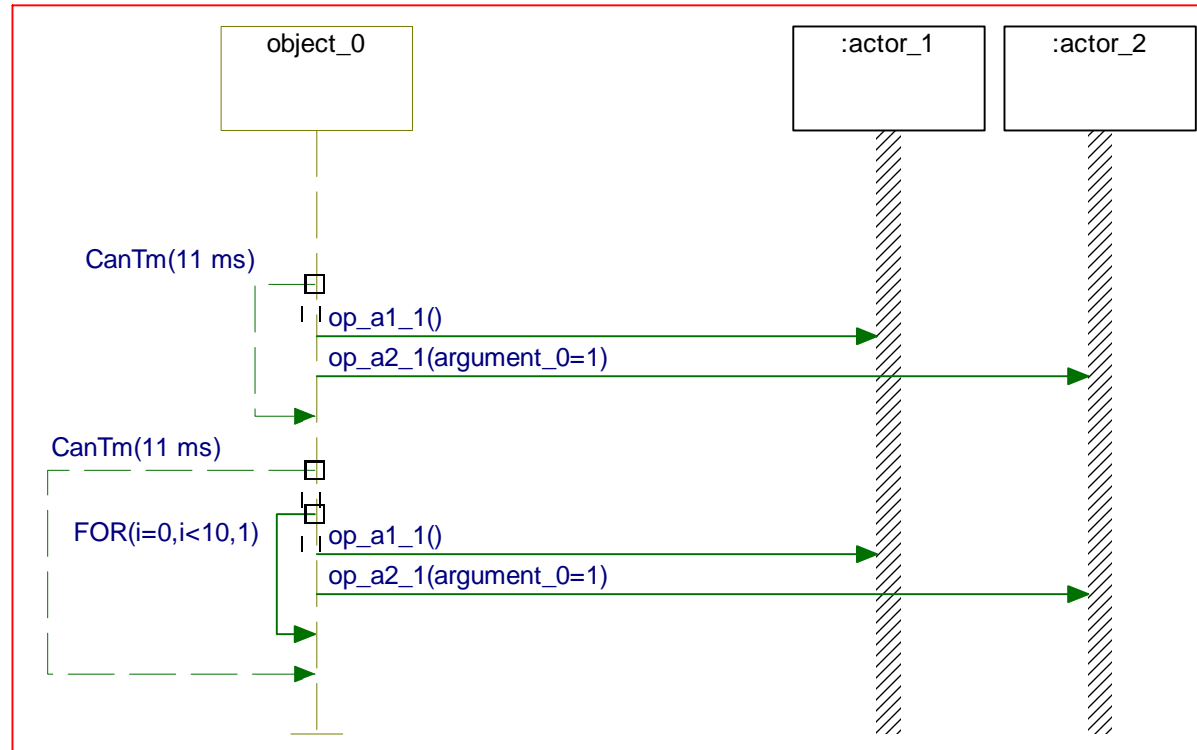 object_0
:actor_1
:actor_2
CanTm(11 ms)
op_a1_1()
op_a2_1(argument_0=1)
CanTm(11 ms)
FOR(i=0,i<10,1)
op_a1_1()
op_a2_1(argument_0=1)